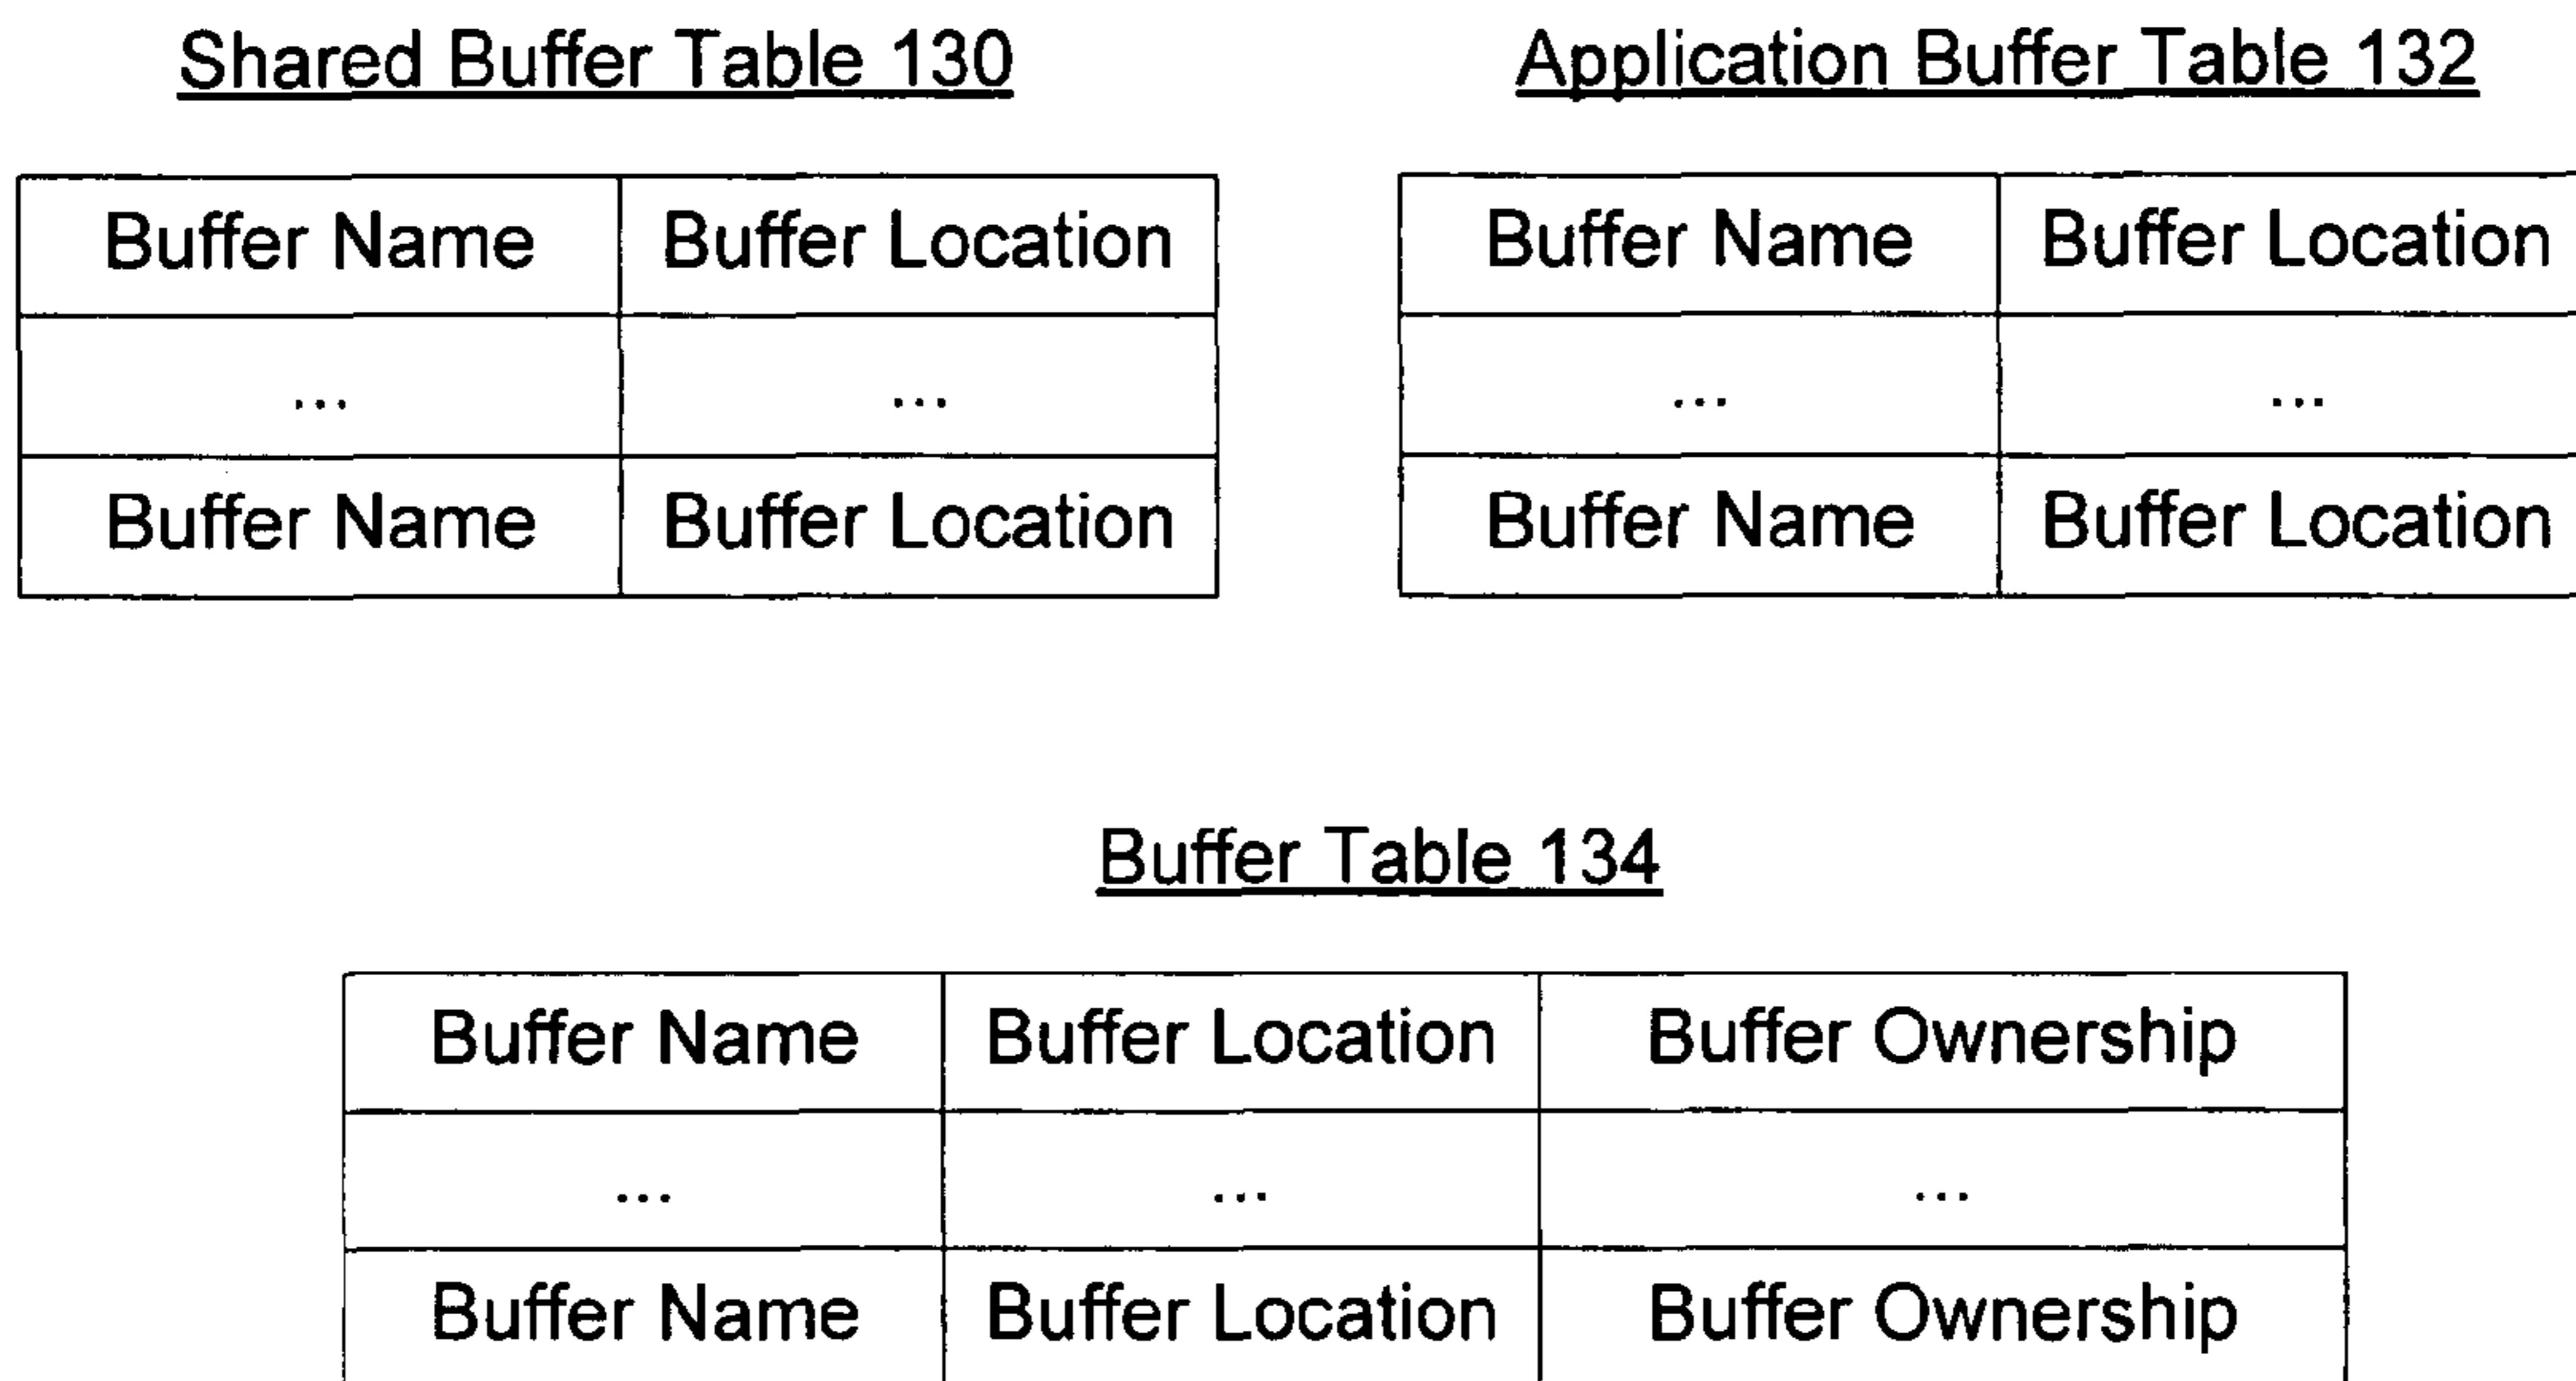 Shared Buffer Table 130
Buffer Name Buffer Location
... ...
Buffer Name Buffer Location
Application Buffer Table 132
Buffer Name Buffer Location
... ...
Buffer Name Buffer Location
Buffer Table 134
Buffer Name Buffer Location Buffer Ownership
... ... ...
Buffer Name Buffer Location Buffer Ownership